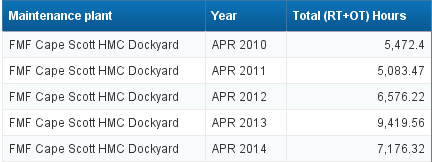 Maintenance plant Year Total (RT+OT) Hours
FMF Cape Scott HMC Dockyard APR 2010 5,472.4
FMF Cape Scott HMC Dockyard APR 2011 5,083.47
FMF Cape Scott HMC Dockyard APR 2012 6,576.22
FMF Cape Scott HMC Dockyard APR 2013 9,419.56
FMF Cape Scott HMC Dockyard APR 2014 7,176.32